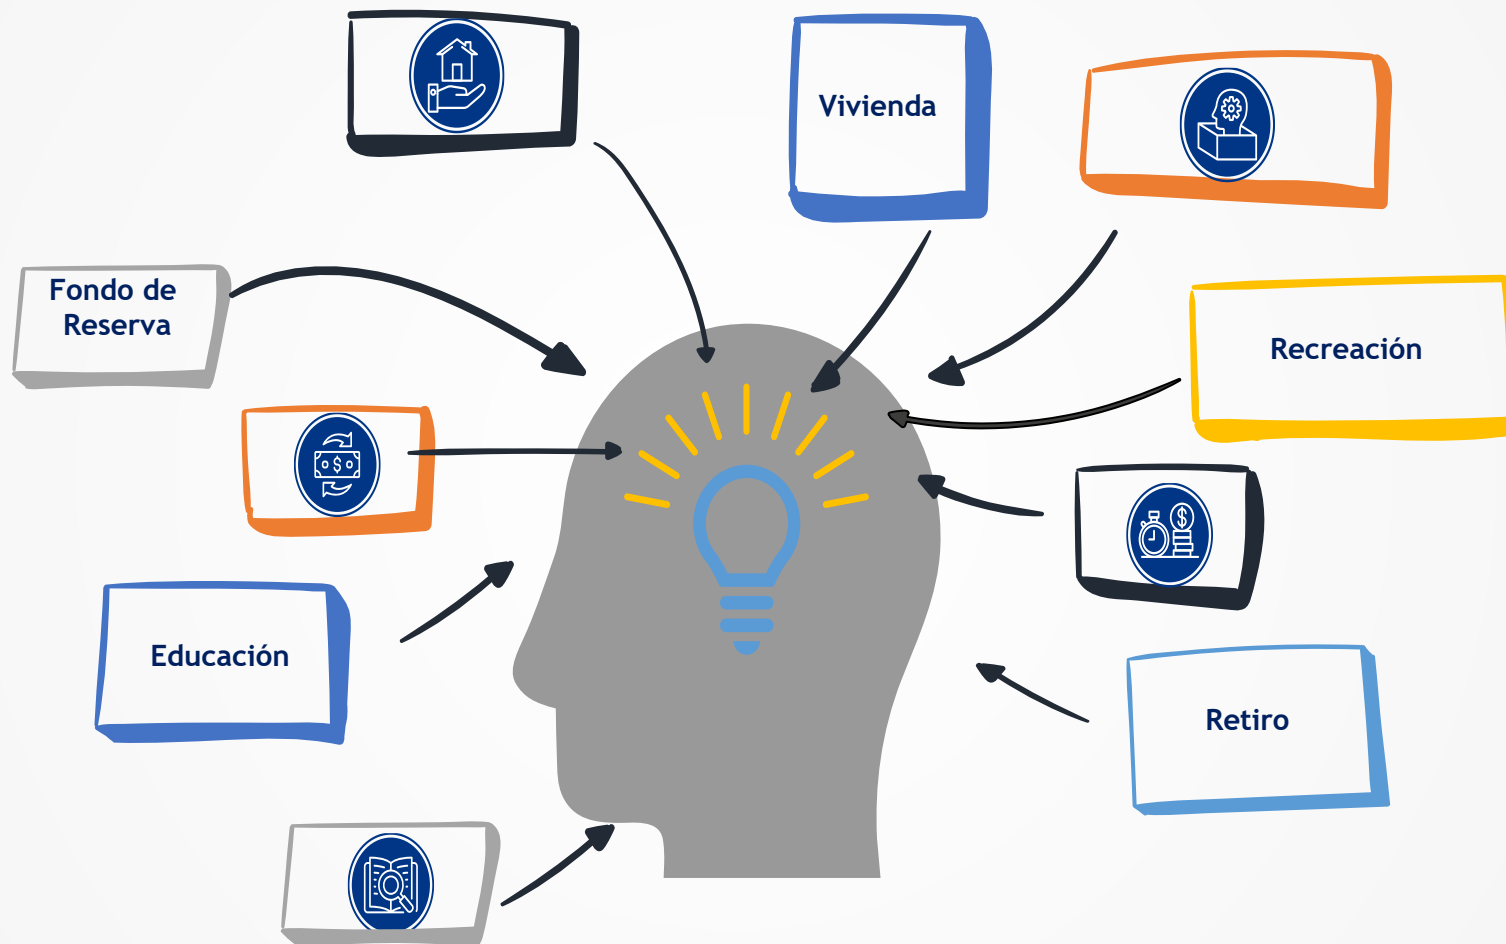 Vivienda
Fondo de
Reserva
Recreación
Educación
Retiro